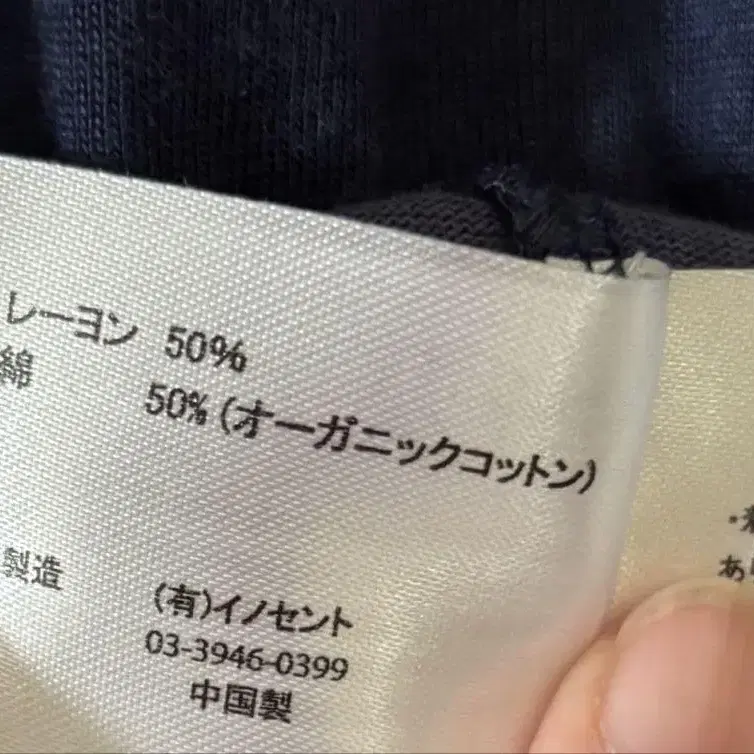 レーヨン 50%
綿 50%(オーガニックコットン)
製造 (有)イノセント
03-3946-0399
中国製